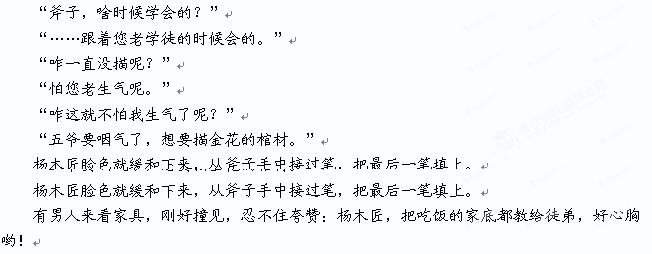 “斧子，啥时候学会的？”
“……跟着您老学徒的时候会的。”
“咋一直没描呢？”
“怕您老生气呢。”
“咋这就不怕我生气了呢？”
“五爷要咽气了，想要描金花的棺材。”
杨木匠脸色就缓和下来，从斧子手中接过笔，把最后一笔填上。
杨木匠脸色就缓和下来，从斧子手中接过笔，把最后一笔填上。
有男人来看家具，刚好撞见，忍不住夸赞：杨木匠，把吃饭的家底都教给徒弟，好心胸
哟！